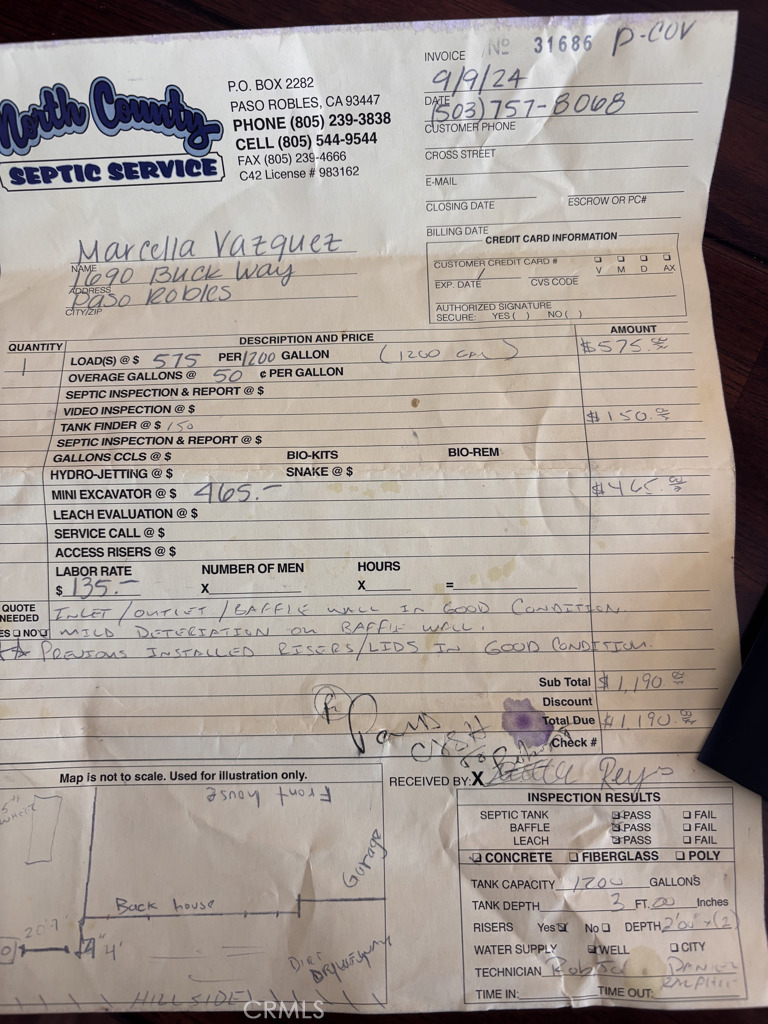 North County
SEPTIC SERVICE
P.O. BOX 2282
PASO ROBLES, CA 93447
PHONE (805) 239-3838
CELL (805) 544-9544
FAX (805) 239-4666
C42 License # 983162
INVOICE No 31686 P-COV
9/9/24
DATE
(503) 757-8068
CUSTOMER PHONE
CROSS STREET
E-MAIL
CLOSING DATE ESCROW OR PC#
BILLING DATE
CREDIT CARD INFORMATION
CUSTOMER CREDIT CARD #
V M D AX
EXP. DATE / CVS CODE
AUTHORIZED SIGNATURE
SECURE: YES ( ) NO ( )
Marcella Vazquez
NAME
1690 Buck Way
ADDRESS
Paso Robles
CITY/ZIP
QUANTITY DESCRIPTION AND PRICE AMOUNT
1 LOAD(S) @ $ 575 PER 1200 GALLON (1200 GAL) $575.00
OVERAGE GALLONS @ 50 ¢ PER GALLON
SEPTIC INSPECTION & REPORT @ $
VIDEO INSPECTION @ $
TANK FINDER @ $ 150 $150.00
SEPTIC INSPECTION & REPORT @ $
GALLONS CCLS @ $ BIO-KITS BIO-REM
HYDRO-JETTING @ $ SNAKE @ $
MINI EXCAVATOR @ $ 465.- $465.00
LEACH EVALUATION @ $
SERVICE CALL @ $
ACCESS RISERS @ $
LABOR RATE NUMBER OF MEN HOURS
$ 135.- X X =
QUOTE
NEEDED
INLET/OUTLET/BAFFLE WALL IN GOOD CONDITION.
ES NO MILD DETERIATION ON BAFFLE WALL.
PREVIOUS INSTALLED RISERS/LIDS IN GOOD CONDITION.
Sub Total $1,190.00
Discount
Total Due $1,190.00
Check #
CASH
RECEIVED BY: X Reys
Map is not to scale. Used for illustration only.
Front house
Garage
Back house
20'7"
4'
Dirt
Driveway
HILLSIDE
INSPECTION RESULTS
SEPTIC TANK PASS FAIL
BAFFLE PASS FAIL
LEACH PASS FAIL
CONCRETE FIBERGLASS POLY
TANK CAPACITY 1200 GALLONS
TANK DEPTH 3 FT. 00 Inches
RISERS Yes No DEPTH 2'00" x (2)
WATER SUPPLY WELL CITY
TECHNICIAN
TIME IN: TIME OUT:
CRMLS